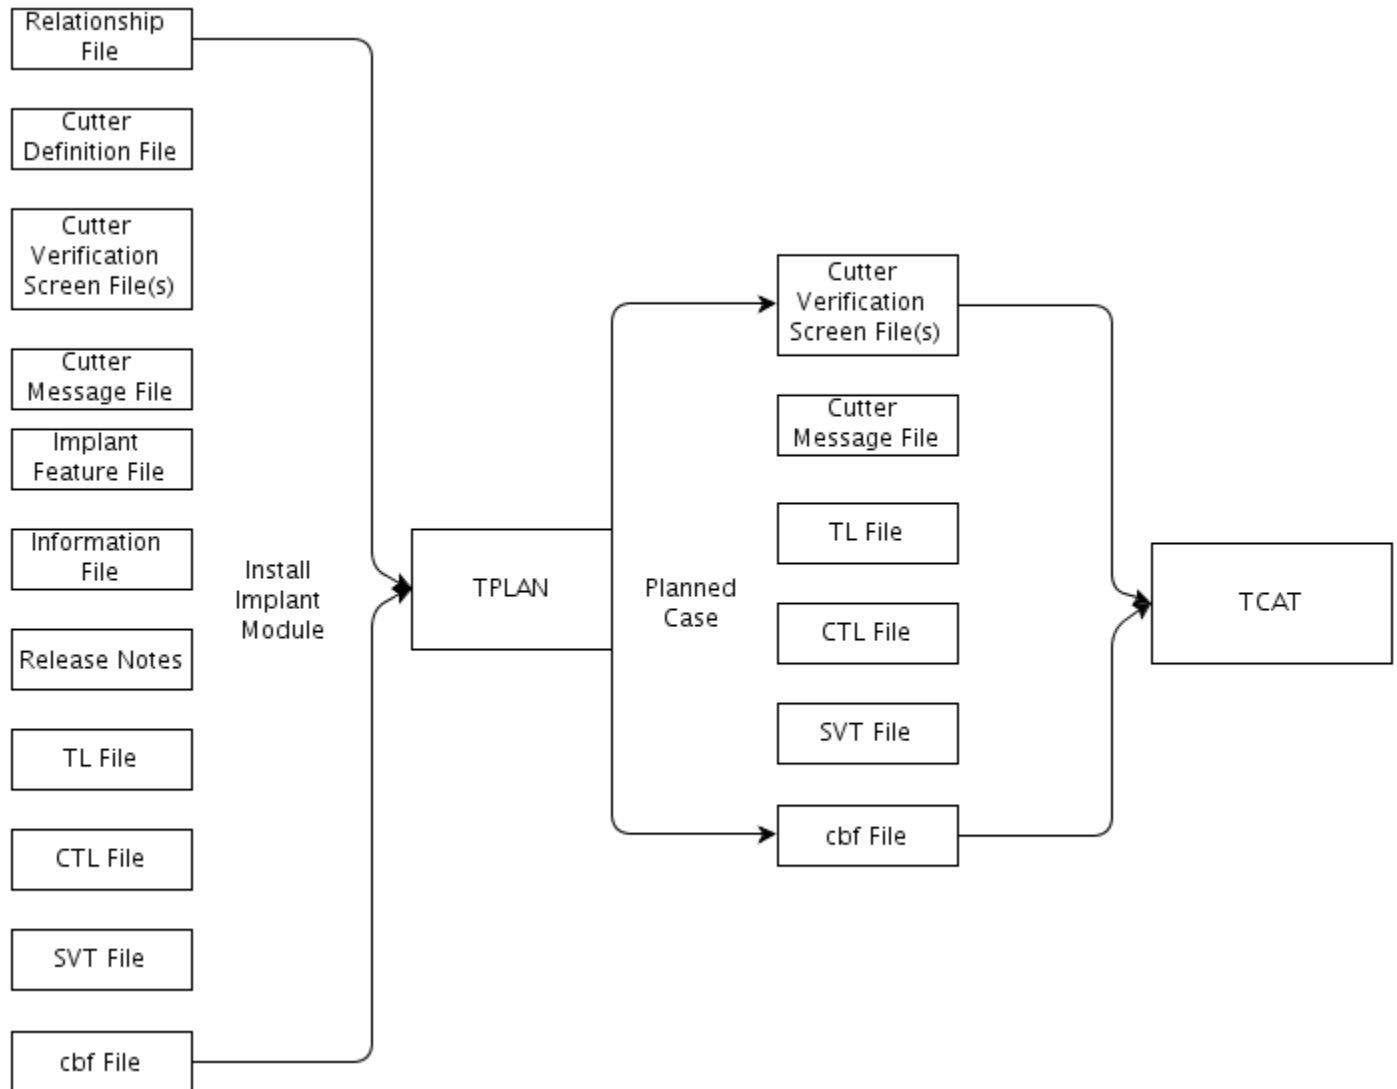 Relationship
File
Cutter
Definition File
Cutter
Verification
Screen File(s)
Cutter
Message File
Implant
Feature File
Information
File
Release Notes
TL File
CTL File
SVT File
cbf File
Install
Implant
Module
TPLAN
Planned
Case
Cutter
Verification
Screen File(s)
Cutter
Message File
TL File
CTL File
SVT File
cbf File
TCAT